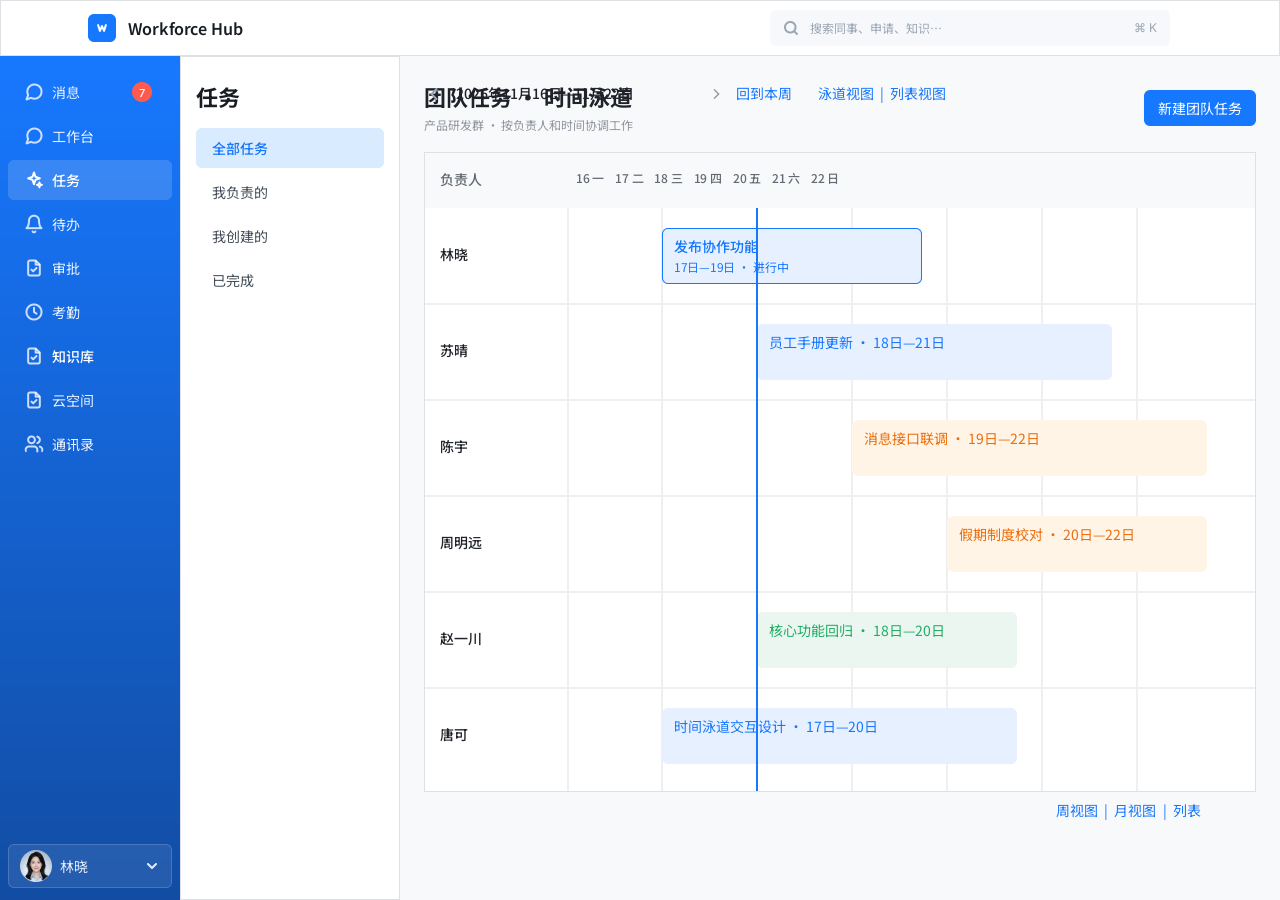 Workforce Hub
搜索同事、申请、知识…
⌘ K
消息
7
工作台
任务
待办
审批
考勤
知识库
云空间
通讯录
林晓
任务
全部任务
我负责的
我创建的
已完成
团队任务 · 时间泳道
回到本周
泳道视图 | 列表视图
新建团队任务
产品研发群 · 按负责人和时间协调工作
负责人
16 一 17 二 18 三 19 四 20 五 21 六 22 日
林晓
发布协作功能
17日—19日 · 进行中
苏晴
员工手册更新 · 18日—21日
陈宇
消息接口联调 · 19日—22日
周明远
假期制度校对 · 20日—22日
赵一川
核心功能回归 · 18日—20日
唐可
时间泳道交互设计 · 17日—20日
周视图 | 月视图 | 列表